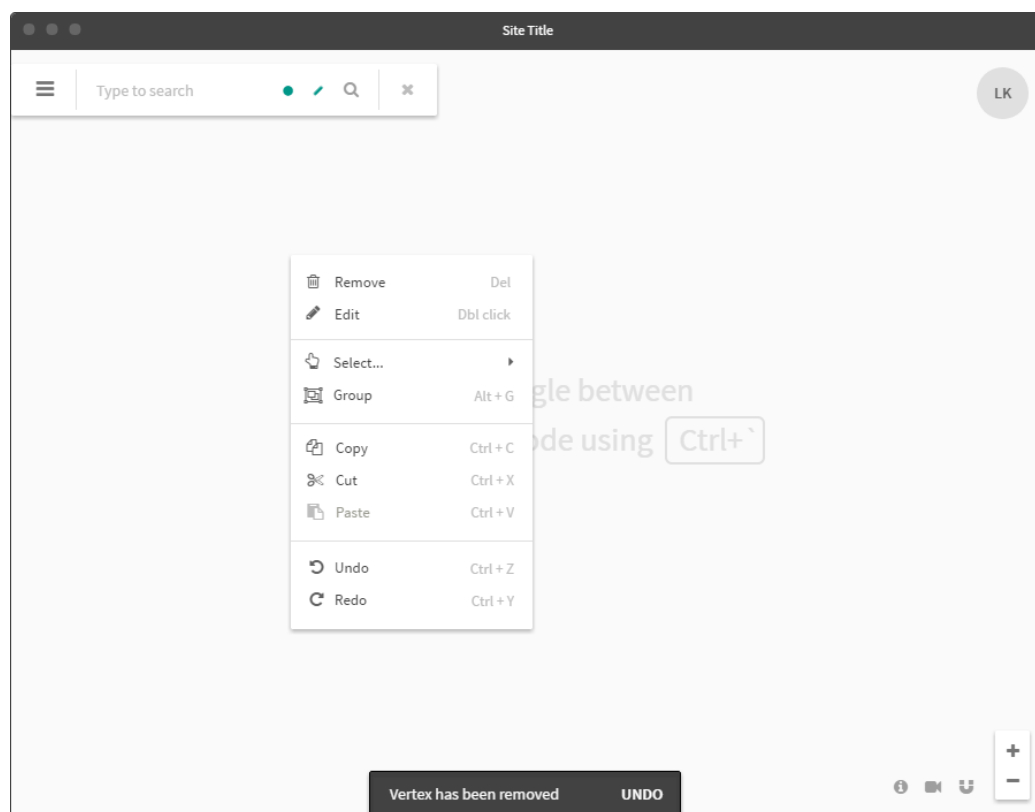 Site Title
Type to search
LK
Remove Del
Edit Dbl click
Select...
Group Alt + G
gle between
ode using Ctrl+`
Copy Ctrl + C
Cut Ctrl + X
Paste Ctrl + V
Undo Ctrl + Z
Redo Ctrl + Y
Vertex has been removed UNDO